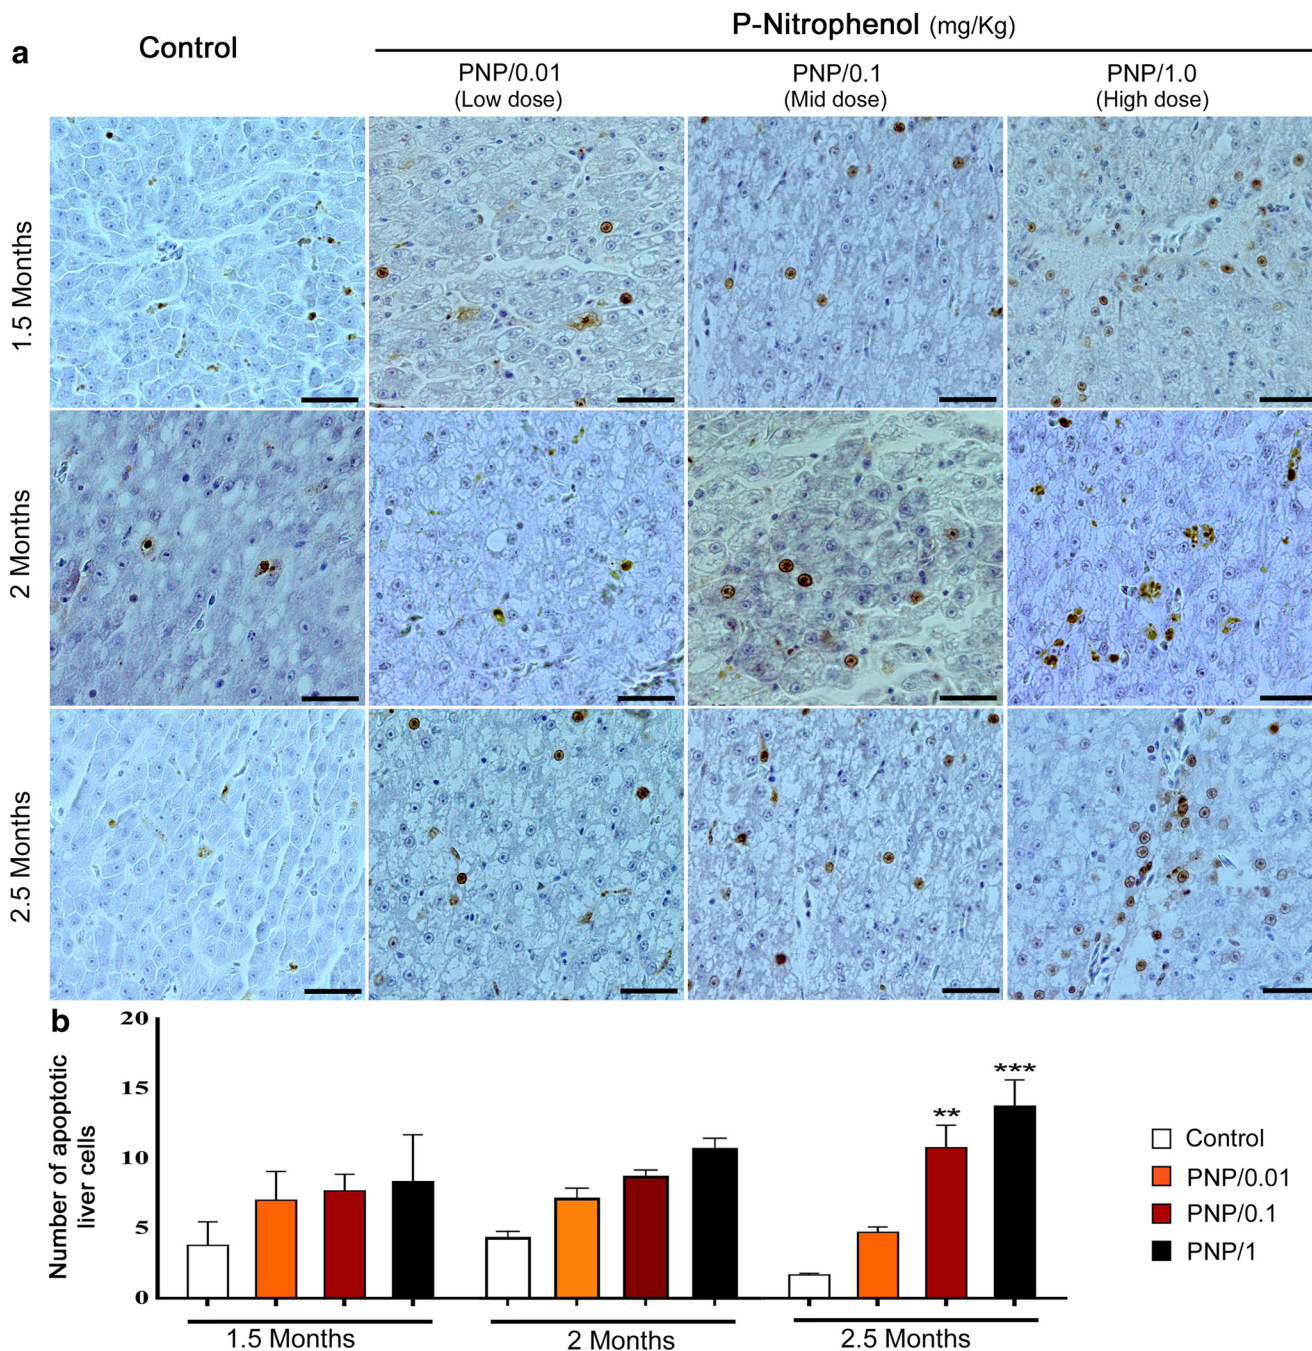 a
Control
P-Nitrophenol (mg/Kg)
PNP/0.01
(Low dose)
PNP/0.1
(Mid dose)
PNP/1.0
(High dose)
1.5 Months
2 Months
2.5 Months
b
Number of apoptotic
liver cells
20
15
10
5
0
**
***
1.5 Months
2 Months
2.5 Months
Control
PNP/0.01
PNP/0.1
PNP/1